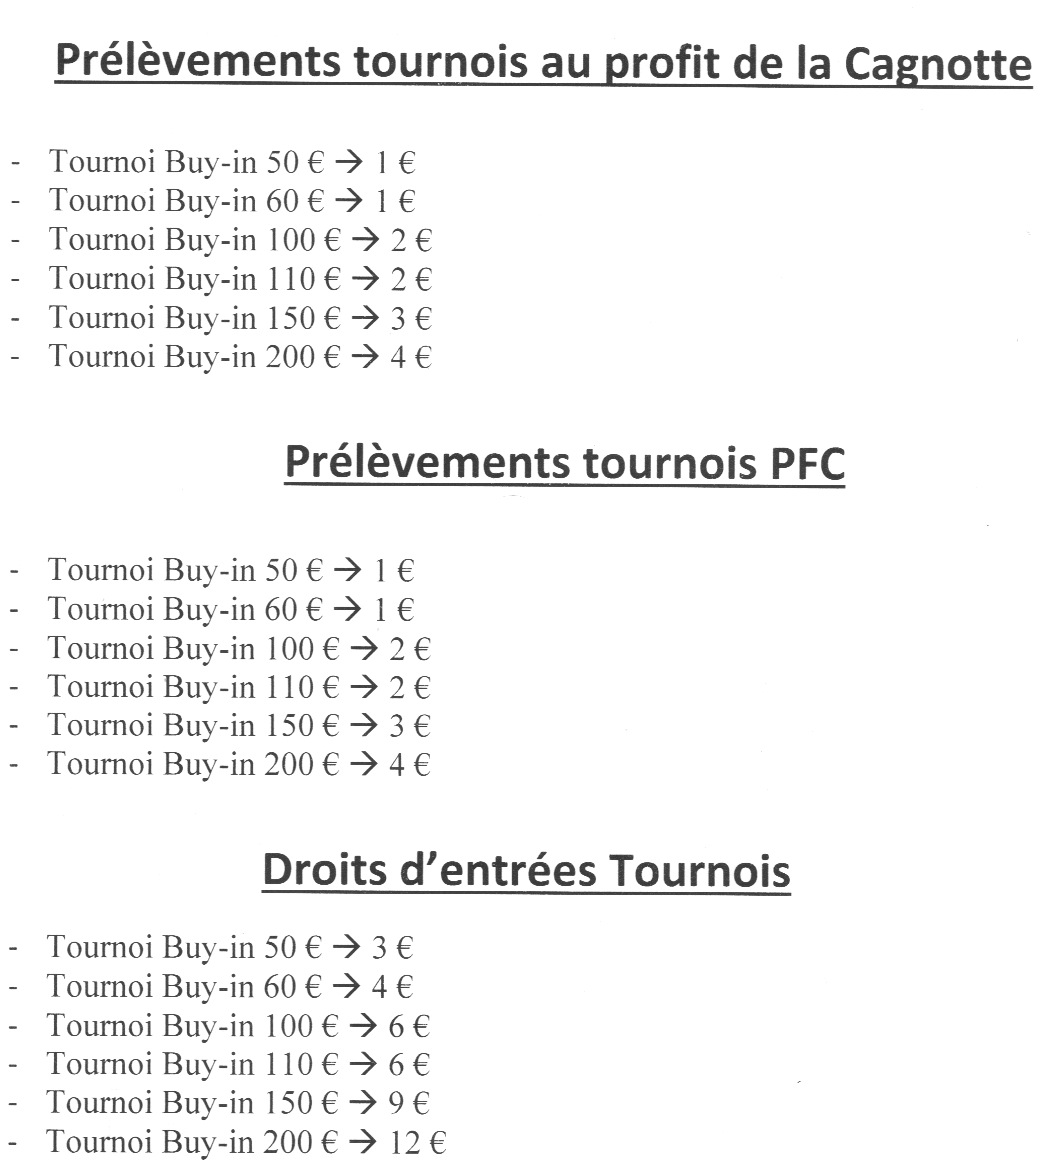 Prélèvements tournois au profit de la Cagnotte
- Tournoi Buy-in 50 € → 1 €
- Tournoi Buy-in 60 € → 1 €
- Tournoi Buy-in 100 € → 2 €
- Tournoi Buy-in 110 € → 2 €
- Tournoi Buy-in 150 € → 3 €
- Tournoi Buy-in 200 € → 4 €
Prélèvements tournois PFC
- Tournoi Buy-in 50 € → 1 €
- Tournoi Buy-in 60 € → 1 €
- Tournoi Buy-in 100 € → 2 €
- Tournoi Buy-in 110 € → 2 €
- Tournoi Buy-in 150 € → 3 €
- Tournoi Buy-in 200 € → 4 €
Droits d’entrées Tournois
- Tournoi Buy-in 50 € → 3 €
- Tournoi Buy-in 60 € → 4 €
- Tournoi Buy-in 100 € → 6 €
- Tournoi Buy-in 110 € → 6 €
- Tournoi Buy-in 150 € → 9 €
- Tournoi Buy-in 200 € → 12 €